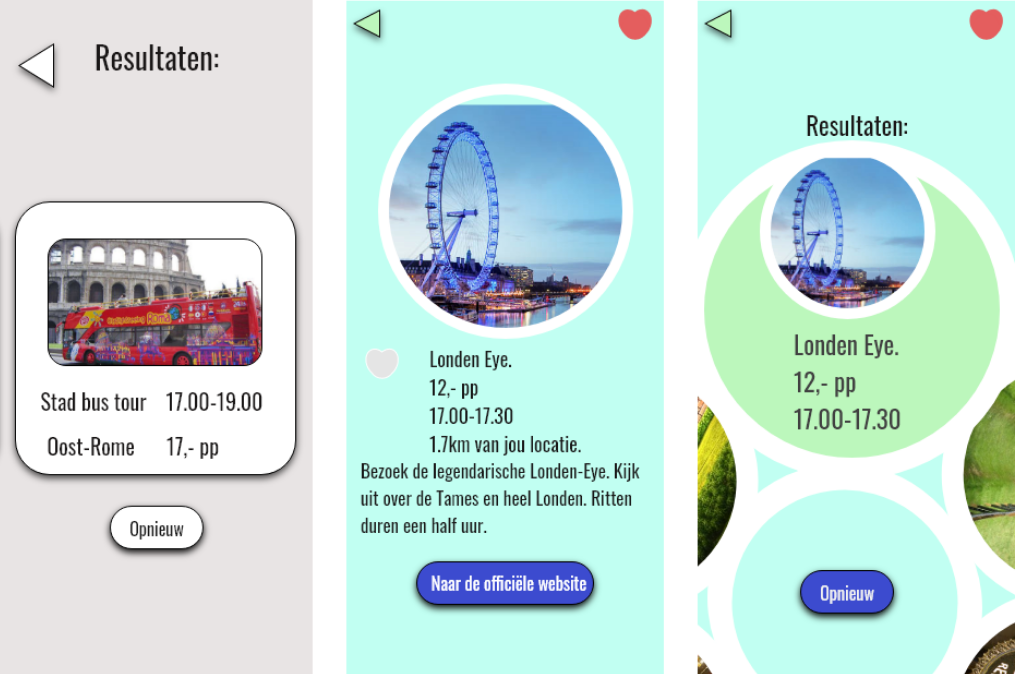 Resultaten:
Roma
Stad bus tour 17.00-19.00
Oost-Rome 17,- pp
Opnieuw
Londen Eye.
12,- pp
17.00-17.30
1.7km van jou locatie.
Bezoek de legendarische Londen-Eye. Kijk
uit over de Tames en heel Londen. Ritten
duren een half uur.
Naar de officiële website
Resultaten:
Londen Eye.
12,- pp
17.00-17.30
Opnieuw